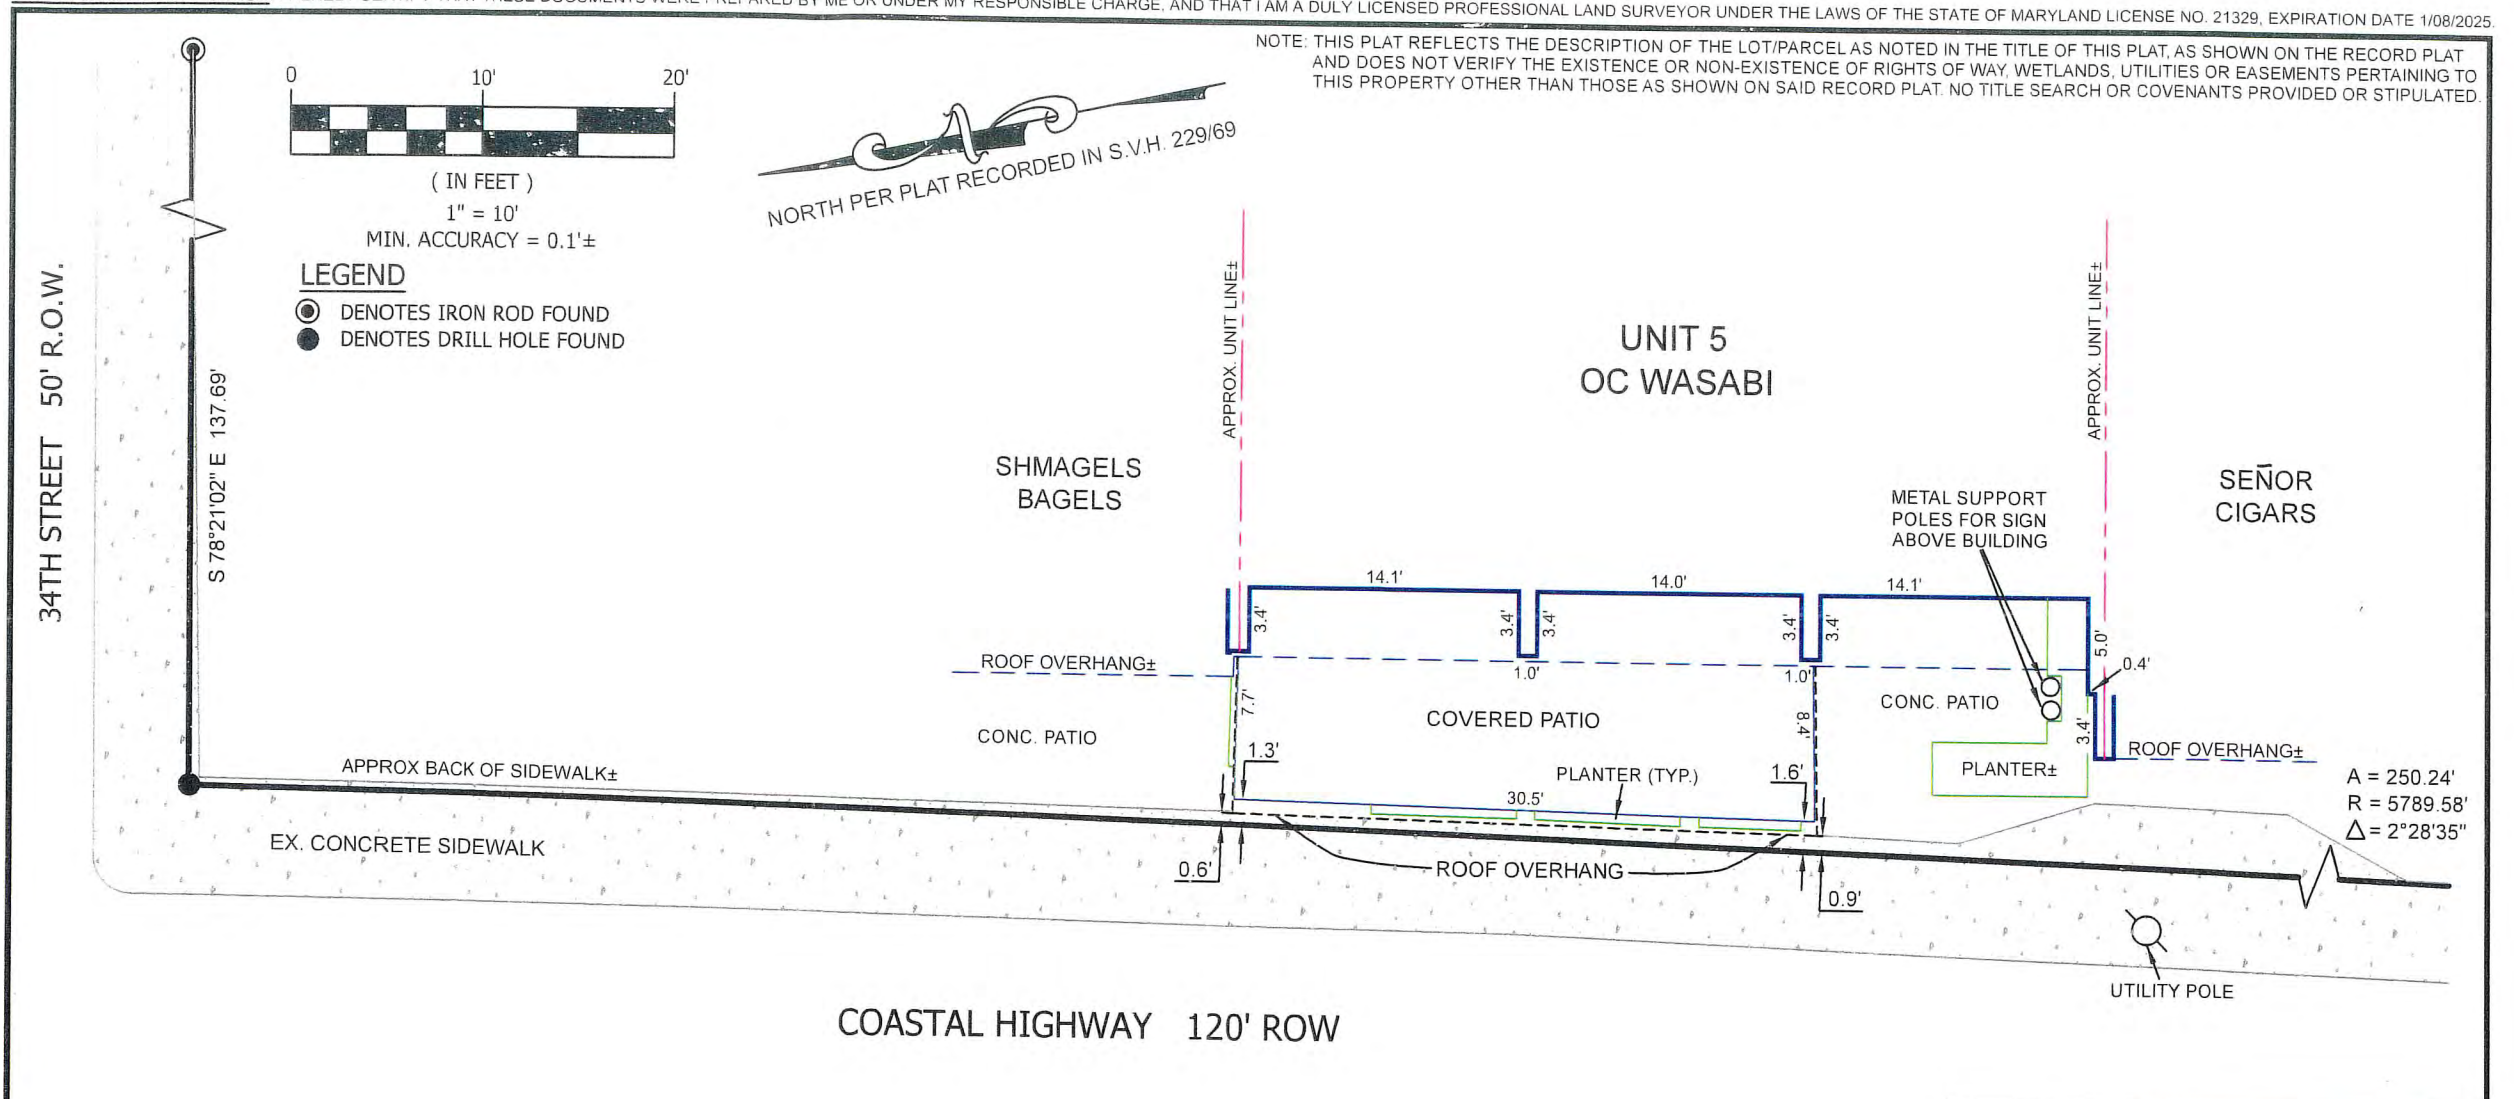 THESE DOCUMENTS WERE PREPARED BY ME OR UNDER MY RESPONSIBLE CHARGE, AND THAT I AM A DULY LICENSED PROFESSIONAL LAND SURVEYOR UNDER THE LAWS OF THE STATE OF MARYLAND LICENSE NO. 21329, EXPIRATION DATE 1/08/2025.
NOTE: THIS PLAT REFLECTS THE DESCRIPTION OF THE LOT/PARCEL AS NOTED IN THE TITLE OF THIS PLAT, AS SHOWN ON THE RECORD PLAT
AND DOES NOT VERIFY THE EXISTENCE OR NON-EXISTENCE OF RIGHTS OF WAY, WETLANDS, UTILITIES OR EASEMENTS PERTAINING TO
THIS PROPERTY OTHER THAN THOSE AS SHOWN ON SAID RECORD PLAT. NO TITLE SEARCH OR COVENANTS PROVIDED OR STIPULATED.
0 10' 20'
( IN FEET )
1" = 10'
MIN. ACCURACY = 0.1'±
N
NORTH PER PLAT RECORDED IN S.V.H. 229/69
LEGEND
DENOTES IRON ROD FOUND
DENOTES DRILL HOLE FOUND
34TH STREET 50' R.O.W.
S 78°21'02" E 137.69'
APPROX. UNIT LINE±
APPROX. UNIT LINE±
UNIT 5
OC WASABI
SHMAGELS
BAGELS
SEÑOR
CIGARS
METAL SUPPORT
POLES FOR SIGN
ABOVE BUILDING
14.1'
14.0'
14.1'
3.4'
3.4'
3.4'
3.4'
3.4'
5.0'
0.4'
ROOF OVERHANG±
1.0'
1.0'
7.7'
COVERED PATIO
8.4'
CONC. PATIO
3.4'
CONC. PATIO
ROOF OVERHANG±
1.3'
PLANTER (TYP.)
1.6'
PLANTER±
APPROX BACK OF SIDEWALK±
30.5'
A = 250.24'
R = 5789.58'
△ = 2°28'35"
EX. CONCRETE SIDEWALK
0.6'
ROOF OVERHANG
0.9'
UTILITY POLE
COASTAL HIGHWAY 120' ROW